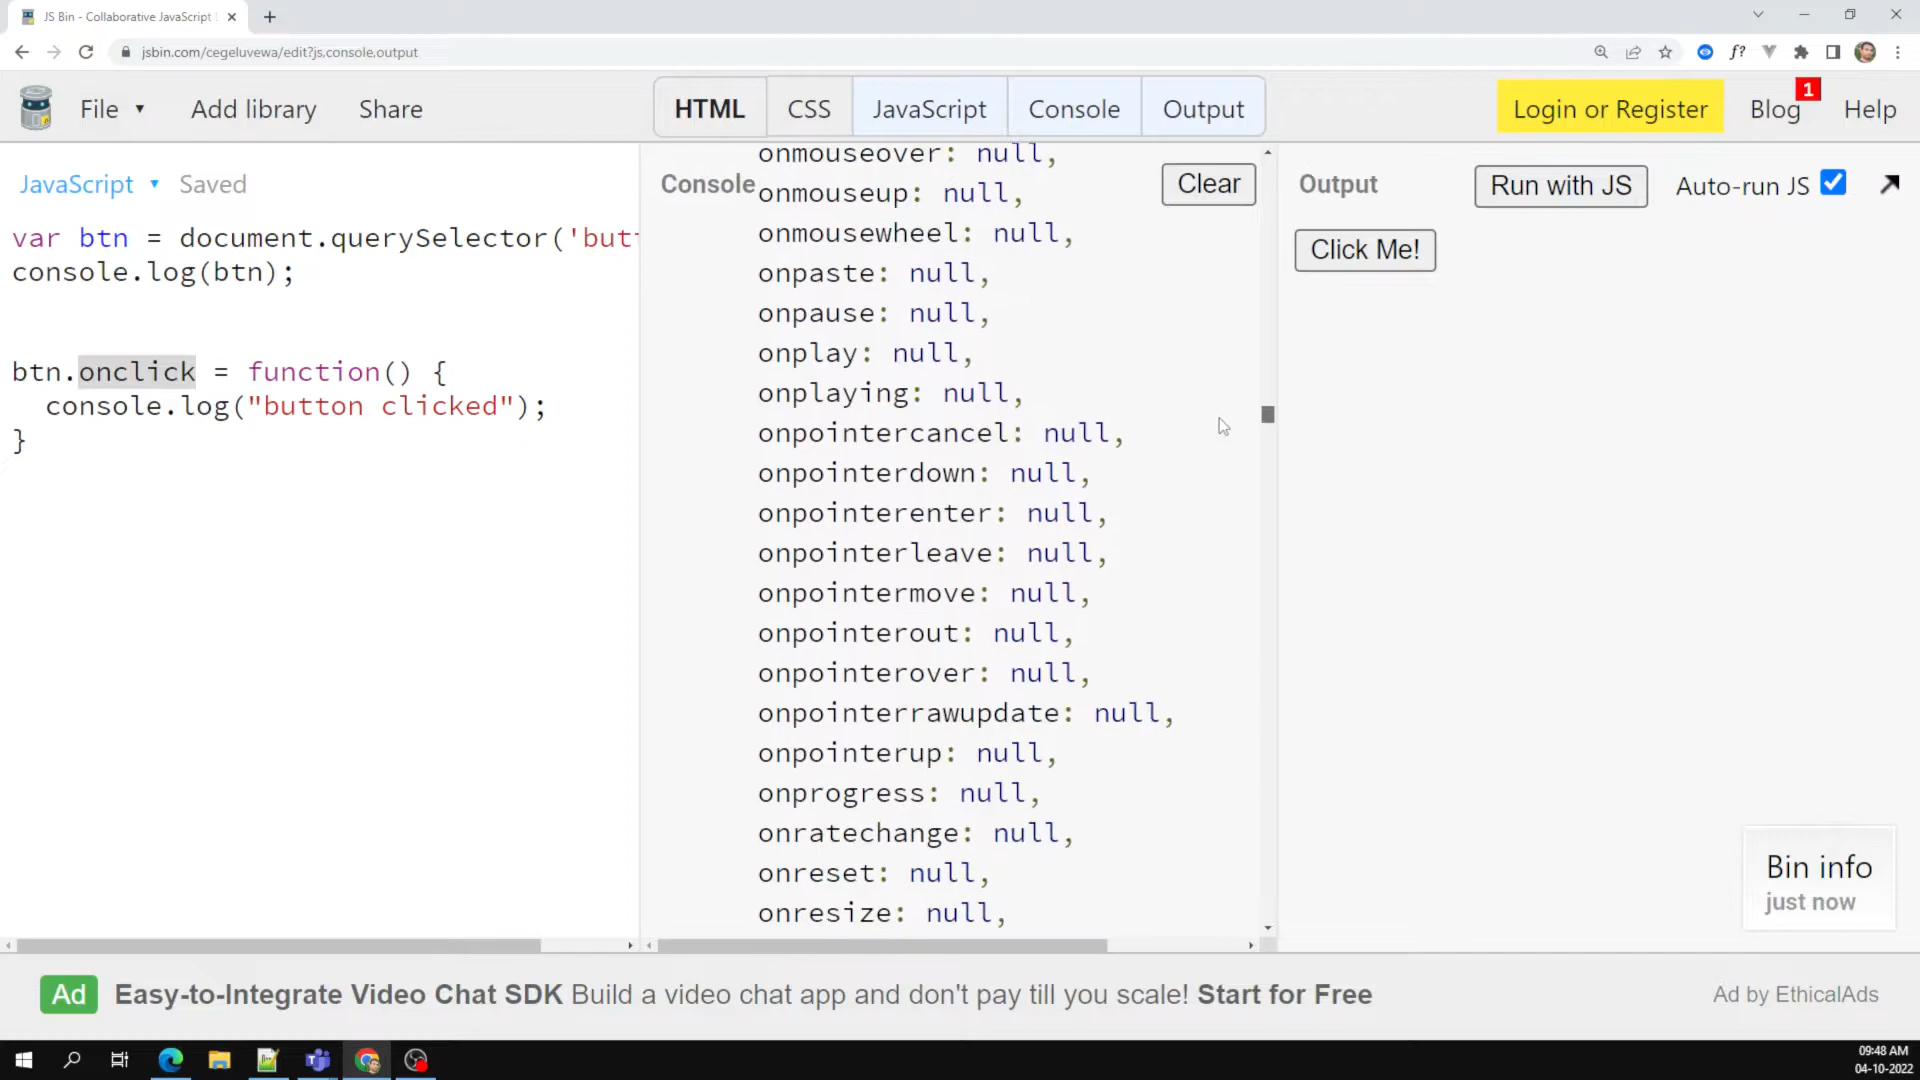 JS Bin - Collaborative JavaScript
jsbin.com/cegeluvewa/edit?js,console,output
f?
File
Add library
Share
HTML
CSS
JavaScript
Console
Output
Login or Register
Blog
1
Help
JavaScript
Saved
var btn = document.querySelector('but
console.log(btn);
btn.onclick = function() {
console.log("button clicked");
}
Console
Clear
onmouseover: null,
onmouseup: null,
onmousewheel: null,
onpaste: null,
onpause: null,
onplay: null,
onplaying: null,
onpointercancel: null,
onpointerdown: null,
onpointerenter: null,
onpointerleave: null,
onpointermove: null,
onpointerout: null,
onpointerover: null,
onpointerrawupdate: null,
onpointerup: null,
onprogress: null,
onratechange: null,
onreset: null,
onresize: null,
Output
Run with JS
Auto-run JS
Click Me!
Bin info
just now
Ad Easy-to-Integrate Video Chat SDK Build a video chat app and don't pay till you scale! Start for Free
Ad by EthicalAds
09:48 AM
04-10-2022